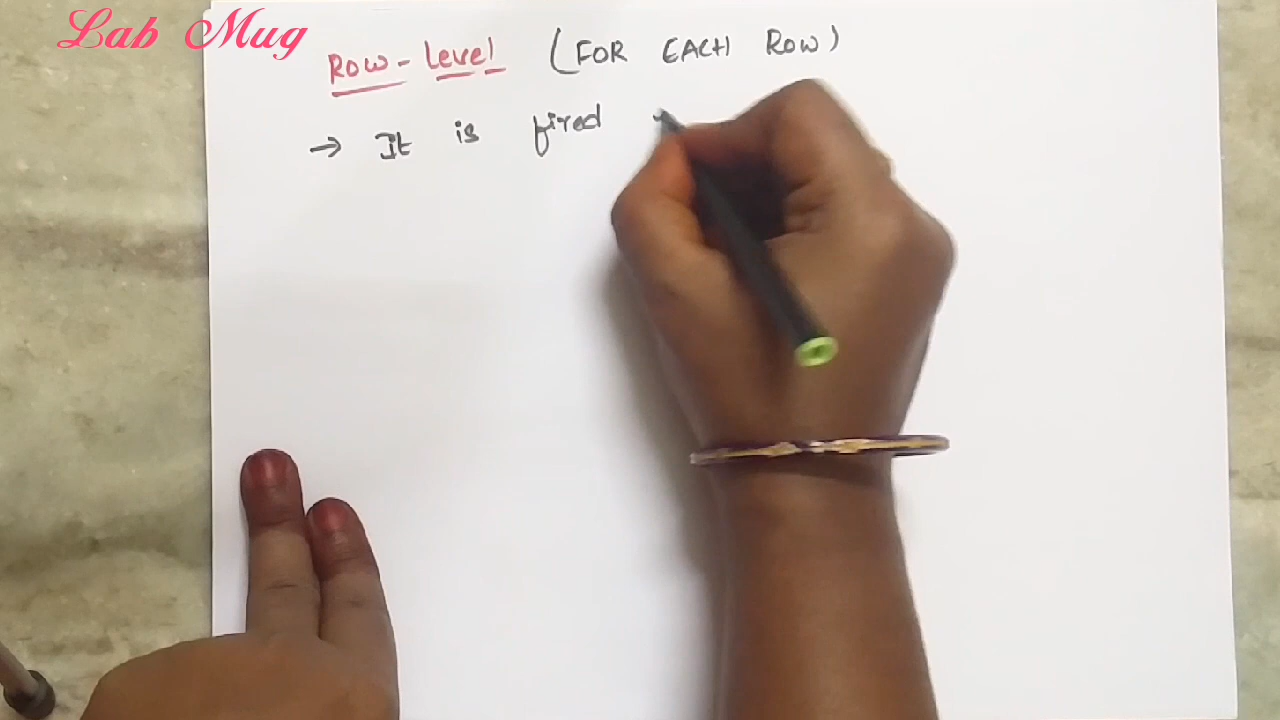 Lab Mug
Row-Level (FOR EACH ROW)
→ It is fired